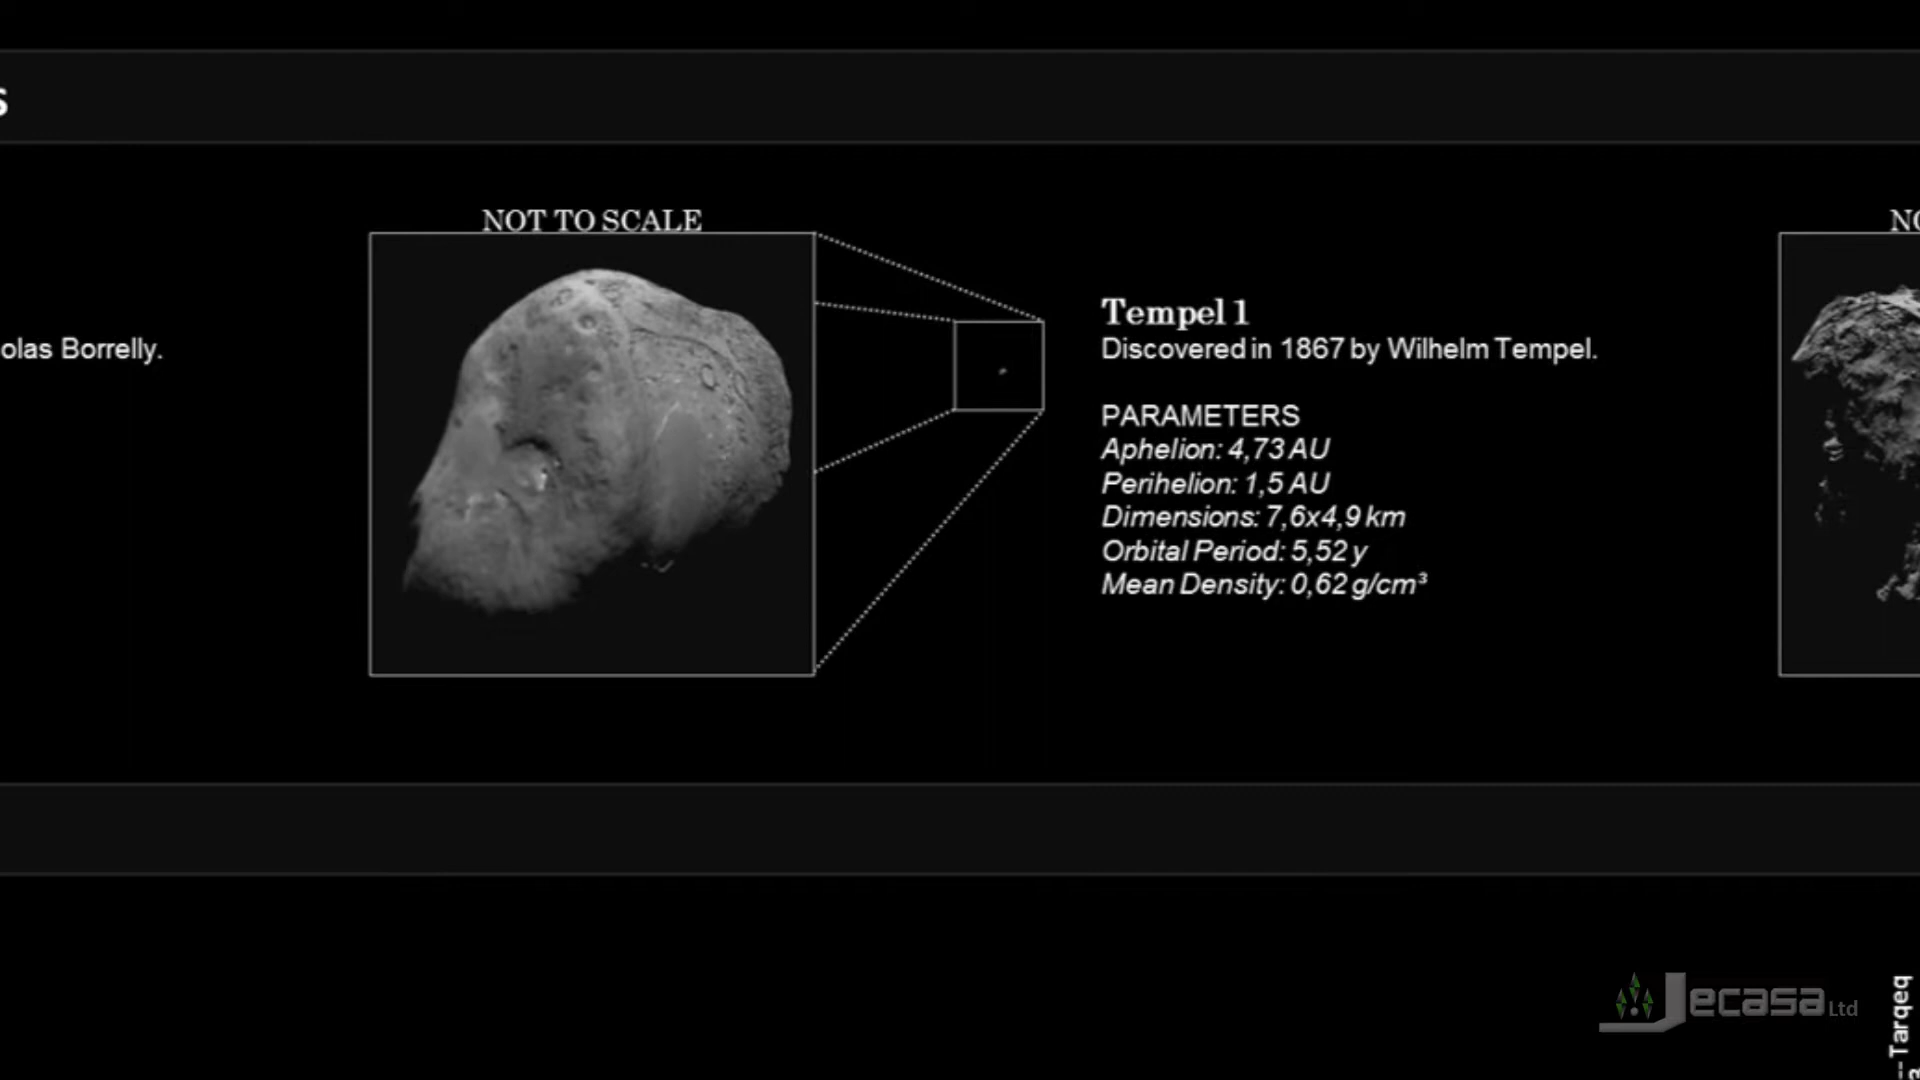 S
NOT TO SCALE
NO
olas Borrelly.
Tempel 1
Discovered in 1867 by Wilhelm Tempel.
PARAMETERS
Aphelion: 4,73 AU
Perihelion: 1,5 AU
Dimensions: 7,6x4,9 km
Orbital Period: 5,52 y
Mean Density: 0,62 g/cm³
Jecasa Ltd
Tarqeq